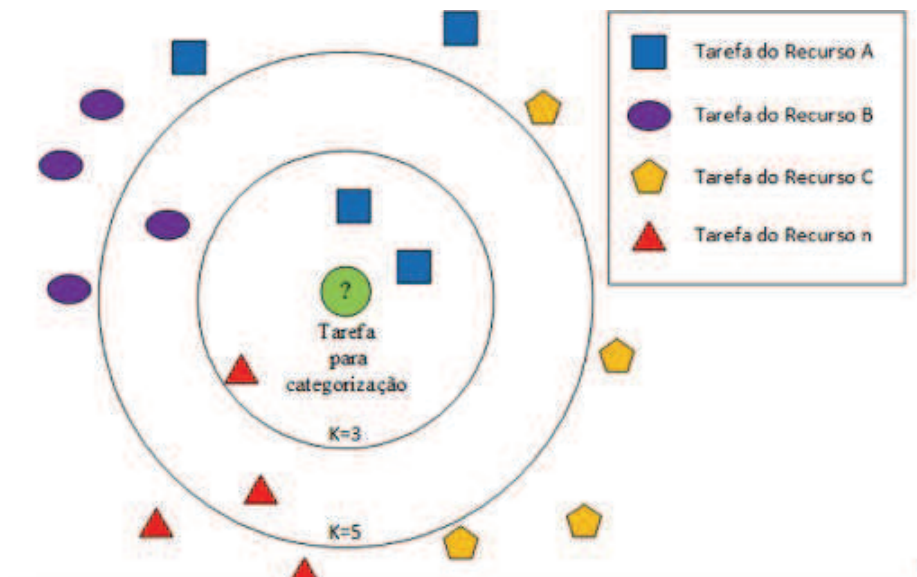 Tarefa do Recurso A
Tarefa do Recurso B
Tarefa do Recurso C
Tarefa do Recurso n
?
Tarefa
para
categorização
K=3
K=5